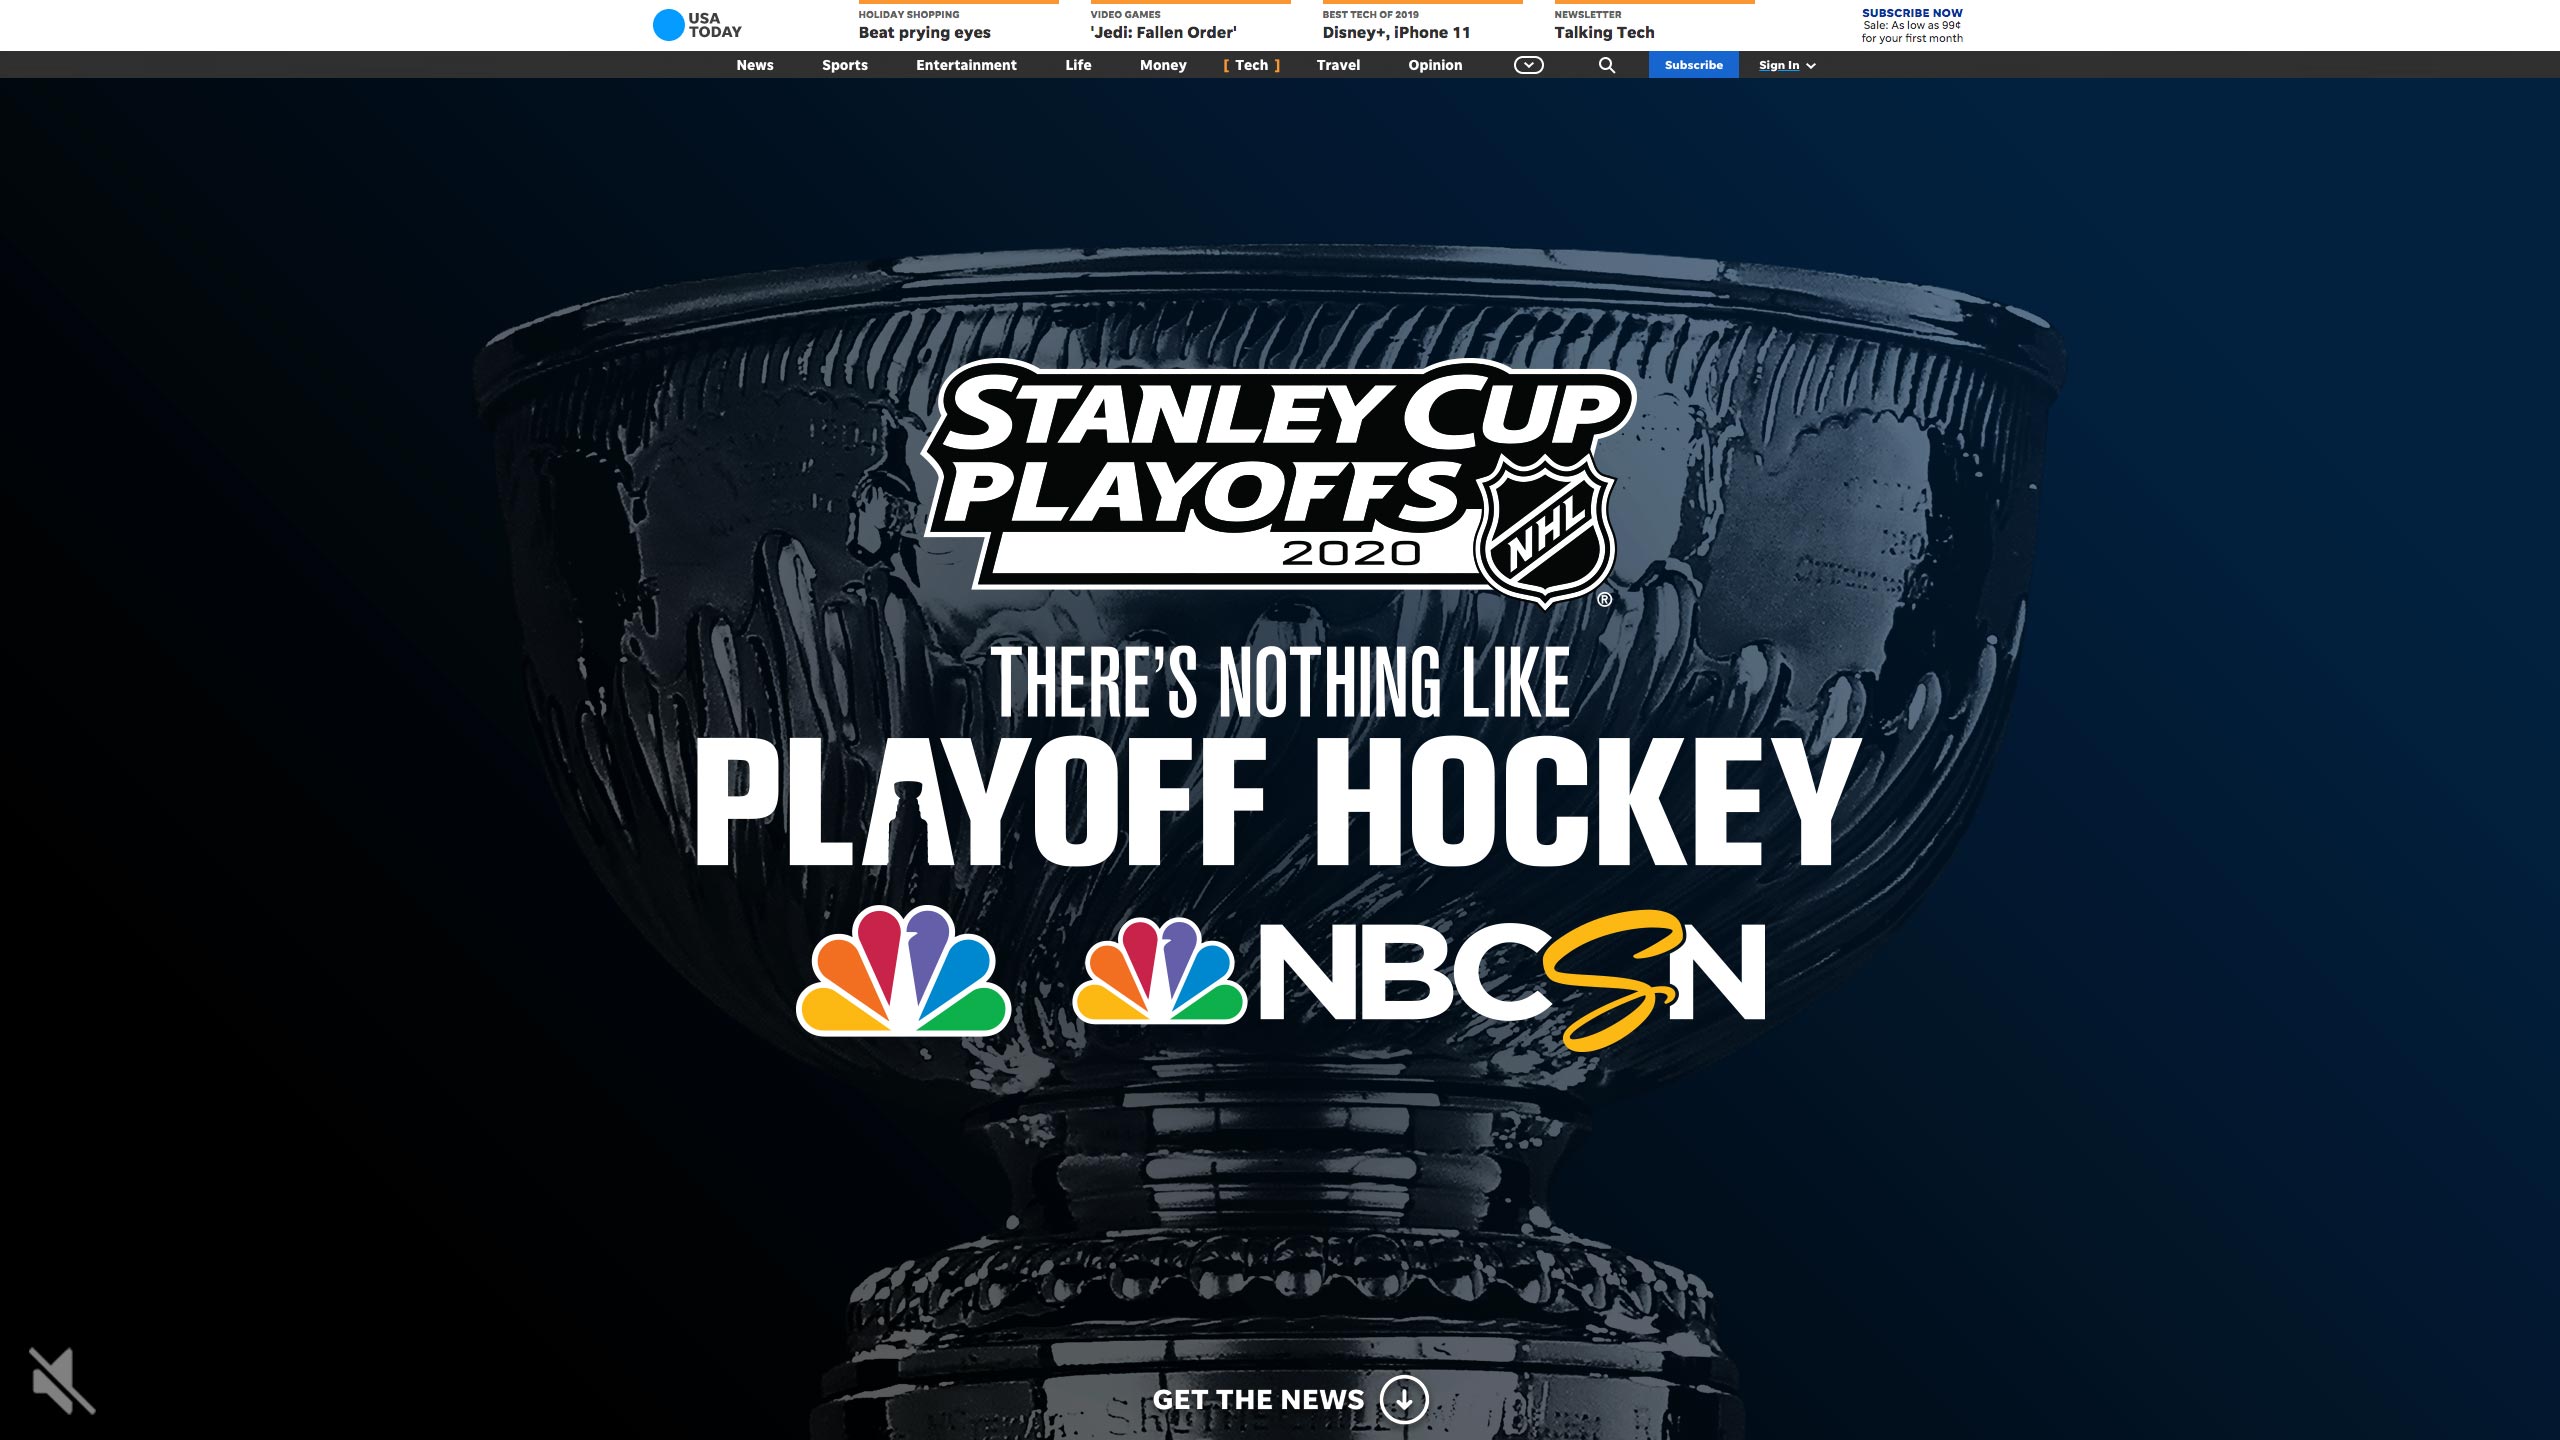 USA
TODAY
HOLIDAY SHOPPING
Beat prying eyes
VIDEO GAMES
'Jedi: Fallen Order'
BEST TECH OF 2019
Disney+, iPhone 11
NEWSLETTER
Talking Tech
SUBSCRIBE NOW
Sale: As low as 99¢
for your first month
News Sports Entertainment Life Money [ Tech ] Travel Opinion Subscribe Sign In
STANLEY CUP
PLAYOFFS
2020
NHL
®
THERE'S NOTHING LIKE
PLAYOFF HOCKEY
NBCSN
GET THE NEWS